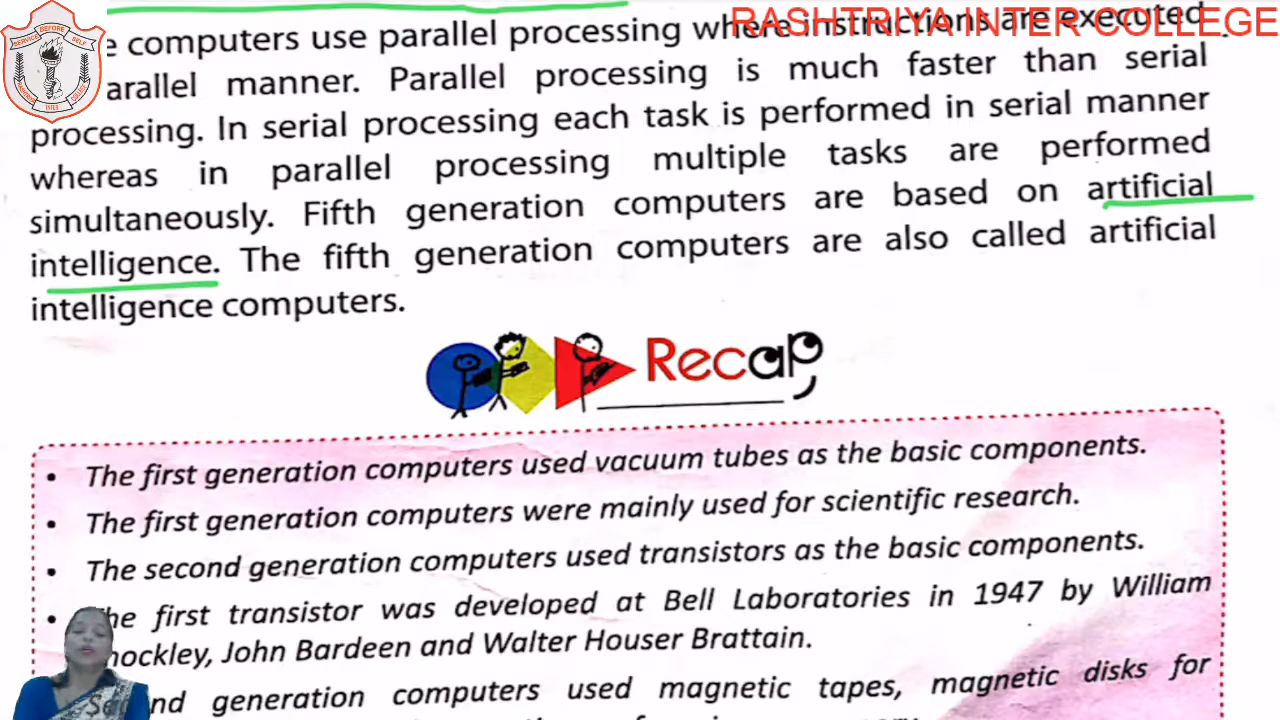 RASHTRIYA INTER COLLEGE
SERVICE BEFORE SELF
computers use parallel processing where instructions are executed
arallel manner. Parallel processing is much faster than serial
processing. In serial processing each task is performed in serial manner
whereas in parallel processing multiple tasks are performed
simultaneously. Fifth generation computers are based on artificial
intelligence. The fifth generation computers are also called artificial
intelligence computers.
Recap
• The first generation computers used vacuum tubes as the basic components.
• The first generation computers were mainly used for scientific research.
• The second generation computers used transistors as the basic components.
• The first transistor was developed at Bell Laboratories in 1947 by William
hockley, John Bardeen and Walter Houser Brattain.
nd generation computers used magnetic tapes, magnetic disks for